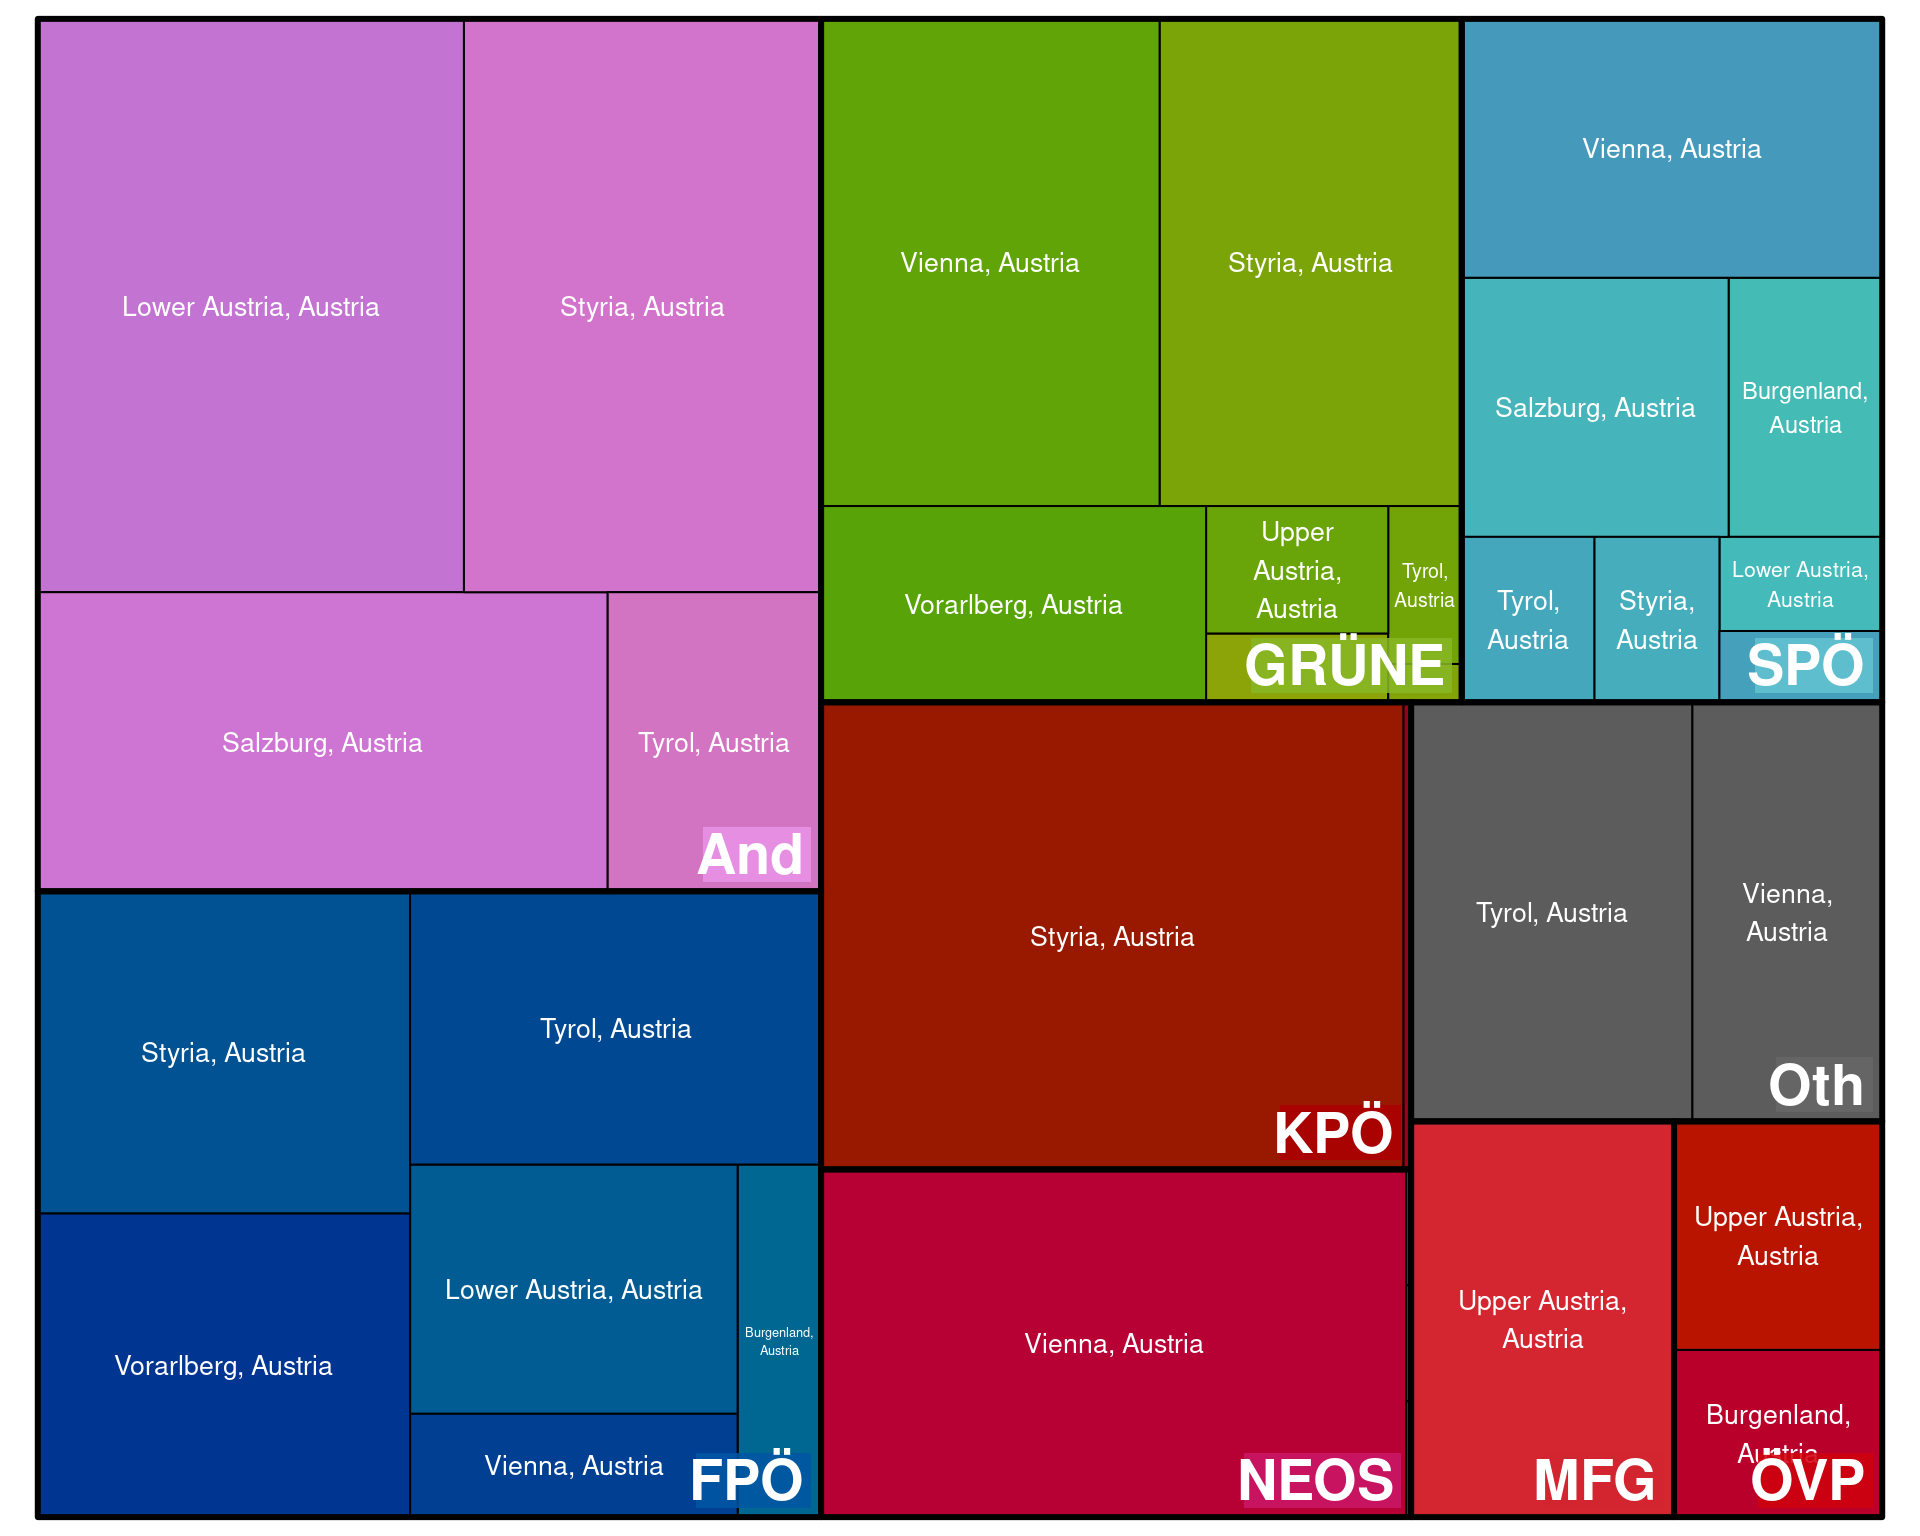 Lower Austria, Austria
Styria, Austria
Salzburg, Austria
Tyrol, Austria
And
Styria, Austria
Tyrol, Austria
Vorarlberg, Austria
Lower Austria, Austria
Burgenland,
Austria
Vienna, Austria
FPÖ
Vienna, Austria
Styria, Austria
Vorarlberg, Austria
Upper
Austria,
Austria
Tyrol,
Austria
GRÜNE
Vienna, Austria
Salzburg, Austria
Burgenland,
Austria
Tyrol,
Austria
Styria,
Austria
Lower Austria,
Austria
SPÖ
Styria, Austria
KPÖ
Vienna, Austria
NEOS
Tyrol, Austria
Vienna,
Austria
Oth
Upper Austria,
Austria
MFG
Upper Austria,
Austria
Burgenland,
Austria
ÖVP